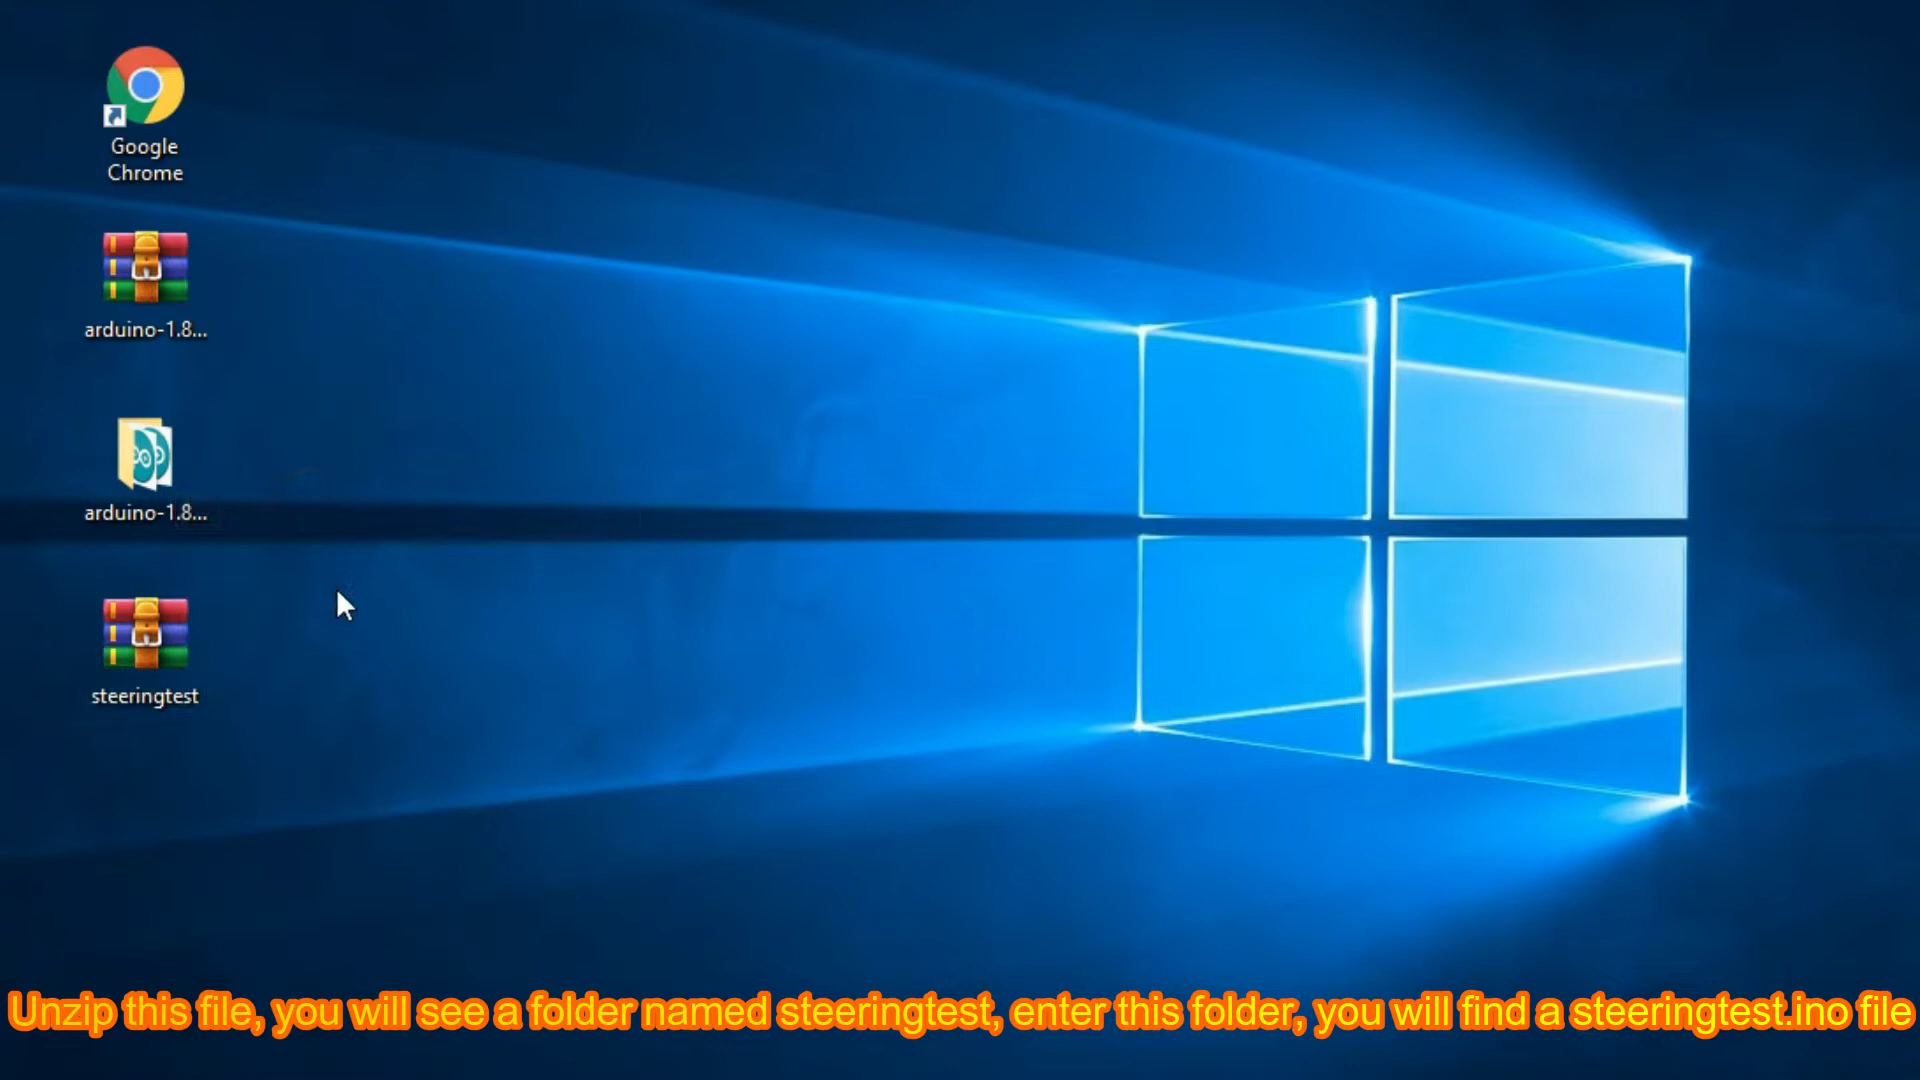 Google
Chrome
arduino-1.8...
arduino-1.8...
steeringtest
Unzip this file, you will see a folder named steeringtest, enter this folder, you will find a steeringtest.ino file